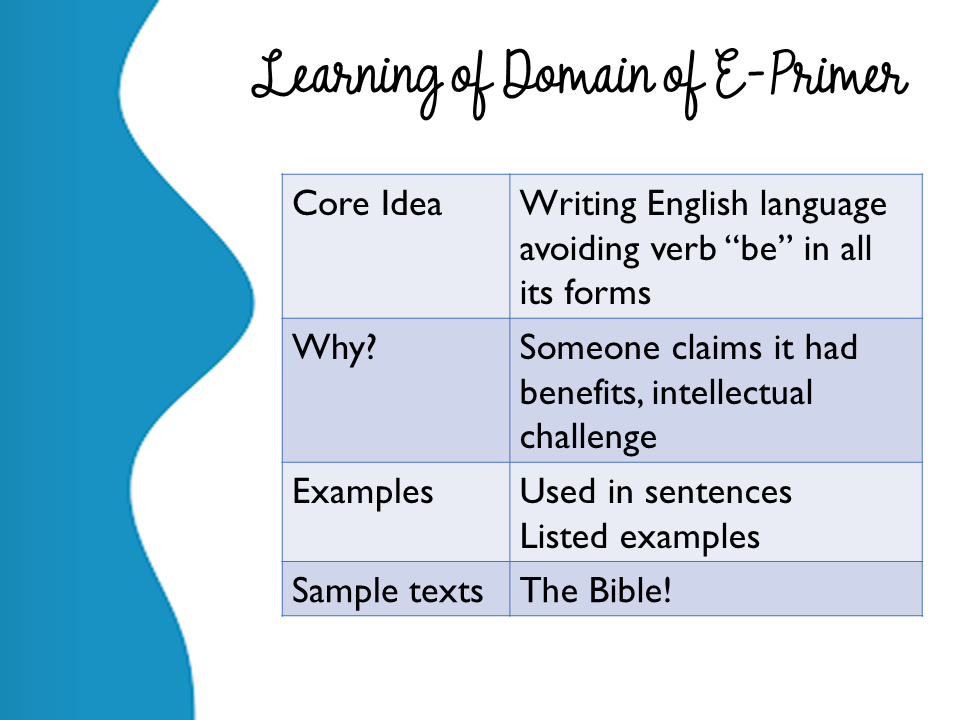 Learning of Domain of E-Primer
Core Idea
Writing English language
avoiding verb “be” in all
its forms
Why?
Someone claims it had
benefits, intellectual
challenge
Examples
Used in sentences
Listed examples
Sample texts
The Bible!